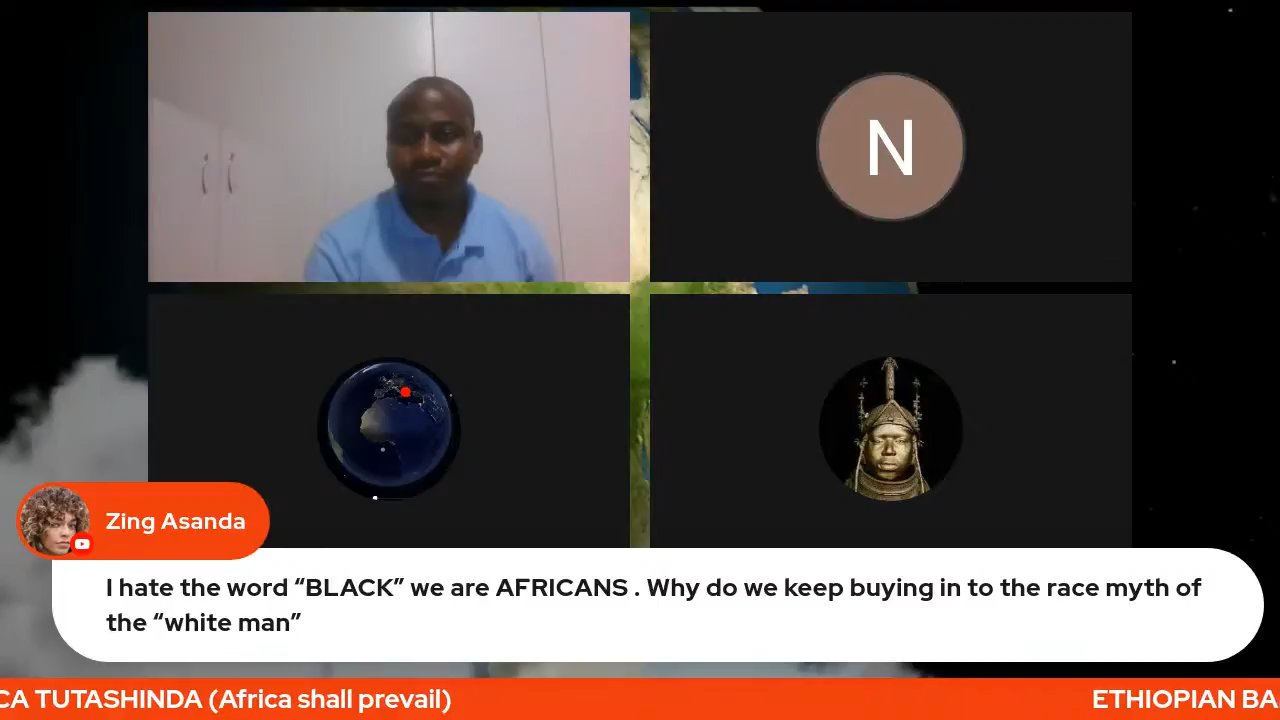 N
Zing Asanda
I hate the word “BLACK” we are AFRICANS . Why do we keep buying in to the race myth of
the “white man”
CA TUTASHINDA (Africa shall prevail)
ETHIOPIAN BA